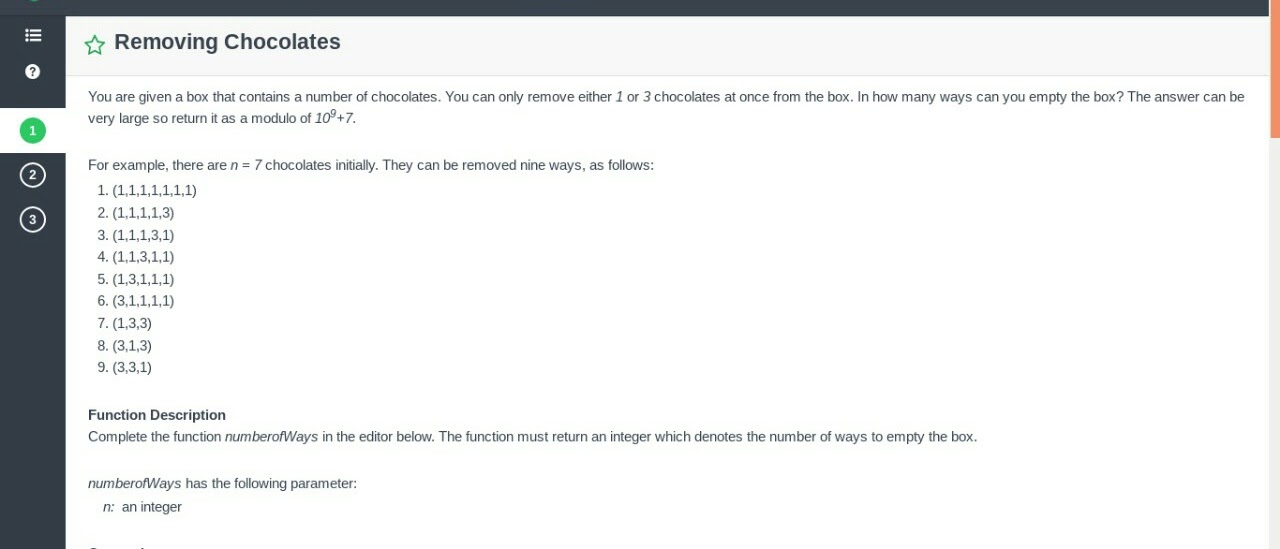 Removing Chocolates
1
2
3
You are given a box that contains a number of chocolates. You can only remove either 1 or 3 chocolates at once from the box. In how many ways can you empty the box? The answer can be
very large so return it as a modulo of 10⁹+7.
For example, there are n = 7 chocolates initially. They can be removed nine ways, as follows:
1. (1,1,1,1,1,1,1)
2. (1,1,1,1,3)
3. (1,1,1,3,1)
4. (1,1,3,1,1)
5. (1,3,1,1,1)
6. (3,1,1,1,1)
7. (1,3,3)
8. (3,1,3)
9. (3,3,1)
Function Description
Complete the function numberofWays in the editor below. The function must return an integer which denotes the number of ways to empty the box.
numberofWays has the following parameter:
n: an integer